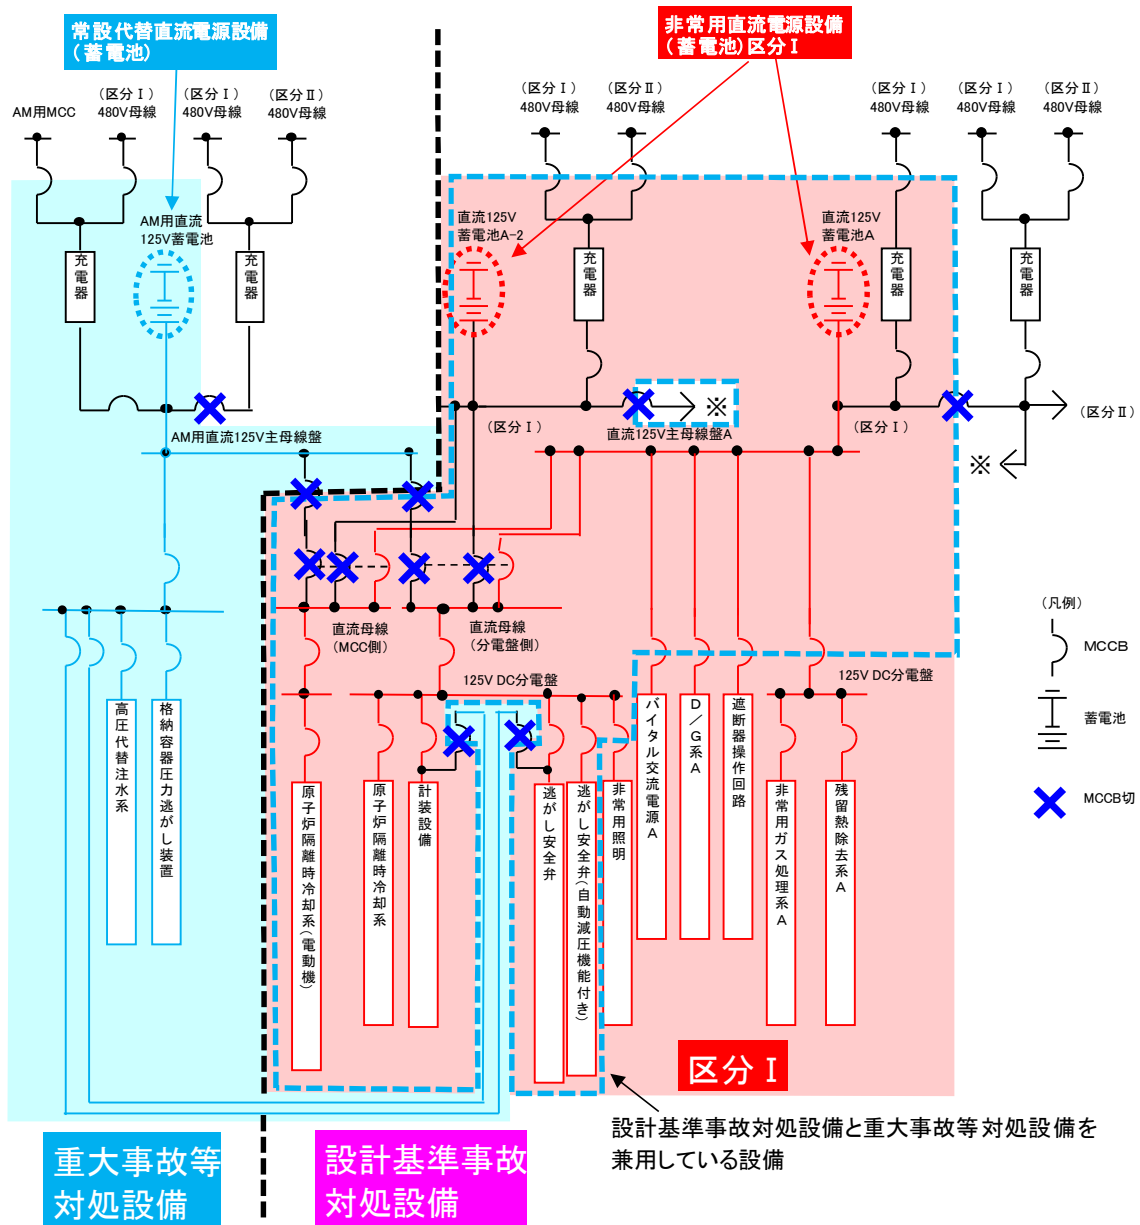 常設代替直流電源設備
(蓄電池)
非常用直流電源設備
(蓄電池)区分Ⅰ
AM用MCC
(区分Ⅰ)
480V母線
(区分Ⅰ)
480V母線
(区分Ⅱ)
480V母線
(区分Ⅰ)
480V母線
(区分Ⅱ)
480V母線
(区分Ⅰ)
480V母線
(区分Ⅰ)
480V母線
(区分Ⅱ)
480V母線
AM用直流
125V蓄電池
直流125V
蓄電池A-2
直流125V
蓄電池A
充電器
充電器
充電器
充電器
充電器
※
(区分Ⅱ)
AM用直流125V主母線盤
(区分Ⅰ)
直流125V主母線盤A
(区分Ⅰ)
※
直流母線
(MCC側)
直流母線
(分電盤側)
125V DC分電盤
125V DC分電盤
(凡例)
MCCB
蓄電池
MCCB切
高圧代替注水系
格納容器圧力逃がし装置
原子炉隔離時冷却系(電動機)
原子炉隔離時冷却系
計装設備
逃がし安全弁
逃がし安全弁(自動減圧機能付き)
非常用照明
バイタル交流電源A
D/G系A
遮断器操作回路
非常用ガス処理系A
残留熱除去系A
区分Ⅰ
設計基準事故対処設備と重大事故等対処設備を
兼用している設備
重大事故等
対処設備
設計基準事故
対処設備